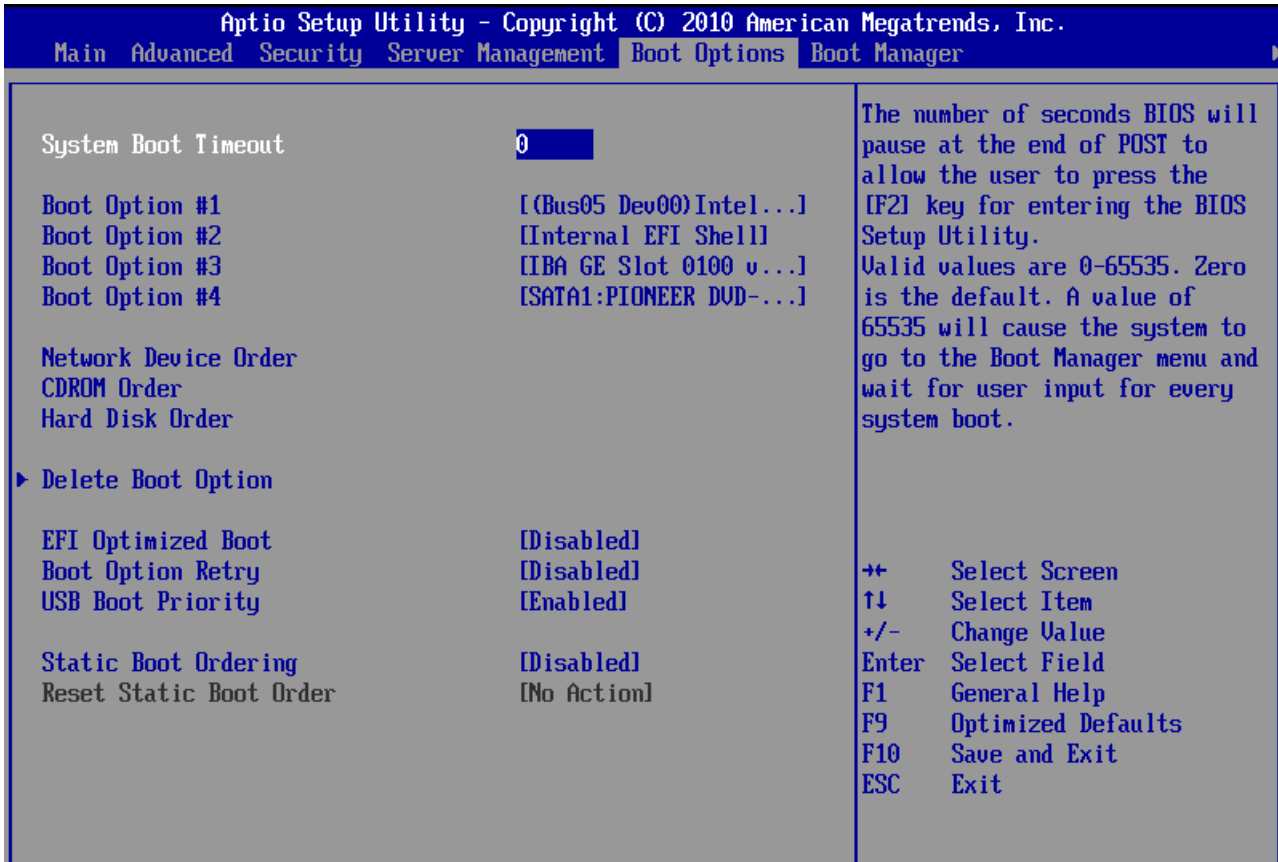 Aptio Setup Utility - Copyright (C) 2010 American Megatrends, Inc.
Main Advanced Security Server Management Boot Options Boot Manager
System Boot Timeout 0
Boot Option #1 [(Bus05 Dev00)Intel...]
Boot Option #2 [Internal EFI Shell]
Boot Option #3 [IBA GE Slot 0100 v...]
Boot Option #4 [SATA1:PIONEER DVD-...]
Network Device Order
CDROM Order
Hard Disk Order
Delete Boot Option
EFI Optimized Boot [Disabled]
Boot Option Retry [Disabled]
USB Boot Priority [Enabled]
Static Boot Ordering [Disabled]
Reset Static Boot Order [No Action]
The number of seconds BIOS will
pause at the end of POST to
allow the user to press the
[F2] key for entering the BIOS
Setup Utility.
Valid values are 0-65535. Zero
is the default. A value of
65535 will cause the system to
go to the Boot Manager menu and
wait for user input for every
system boot.
→← Select Screen
↑↓ Select Item
+/- Change Value
Enter Select Field
F1 General Help
F9 Optimized Defaults
F10 Save and Exit
ESC Exit